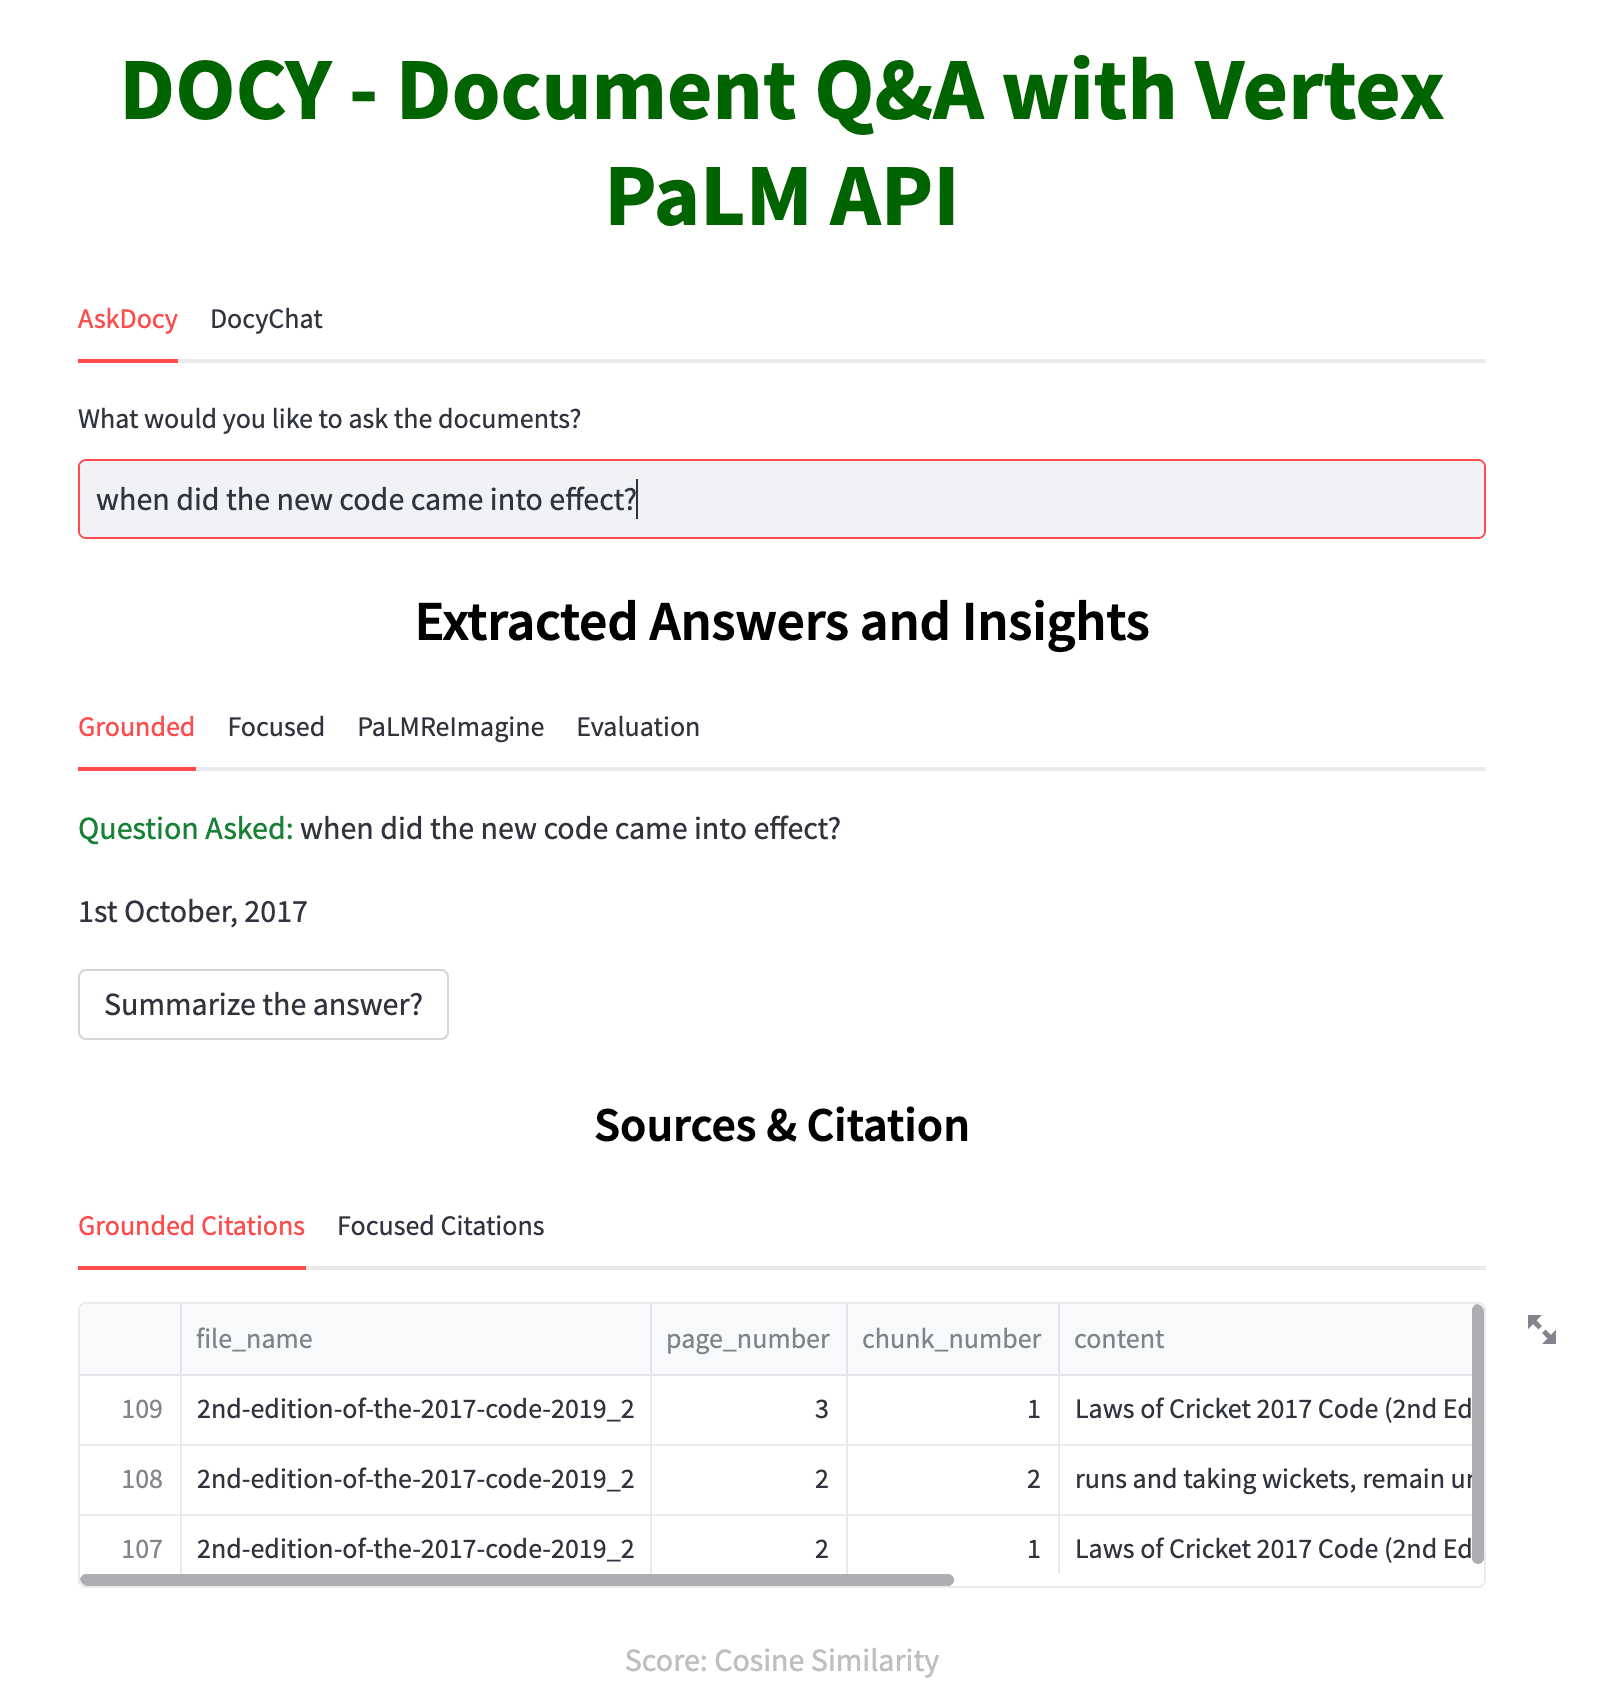 DOCY - Document Q&A with Vertex
PaLM API
AskDocy DocyChat
What would you like to ask the documents?
when did the new code came into effect?
Extracted Answers and Insights
Grounded Focused PaLMReImagine Evaluation
Question Asked: when did the new code came into effect?
1st October, 2017
Summarize the answer?
Sources & Citation
Grounded Citations Focused Citations
file_name page_number chunk_number content
109 2nd-edition-of-the-2017-code-2019_2 3 1 Laws of Cricket 2017 Code (2nd Ed
108 2nd-edition-of-the-2017-code-2019_2 2 2 runs and taking wickets, remain
107 2nd-edition-of-the-2017-code-2019_2 2 1 Laws of Cricket 2017 Code (2nd Ed
Score: Cosine Similarity